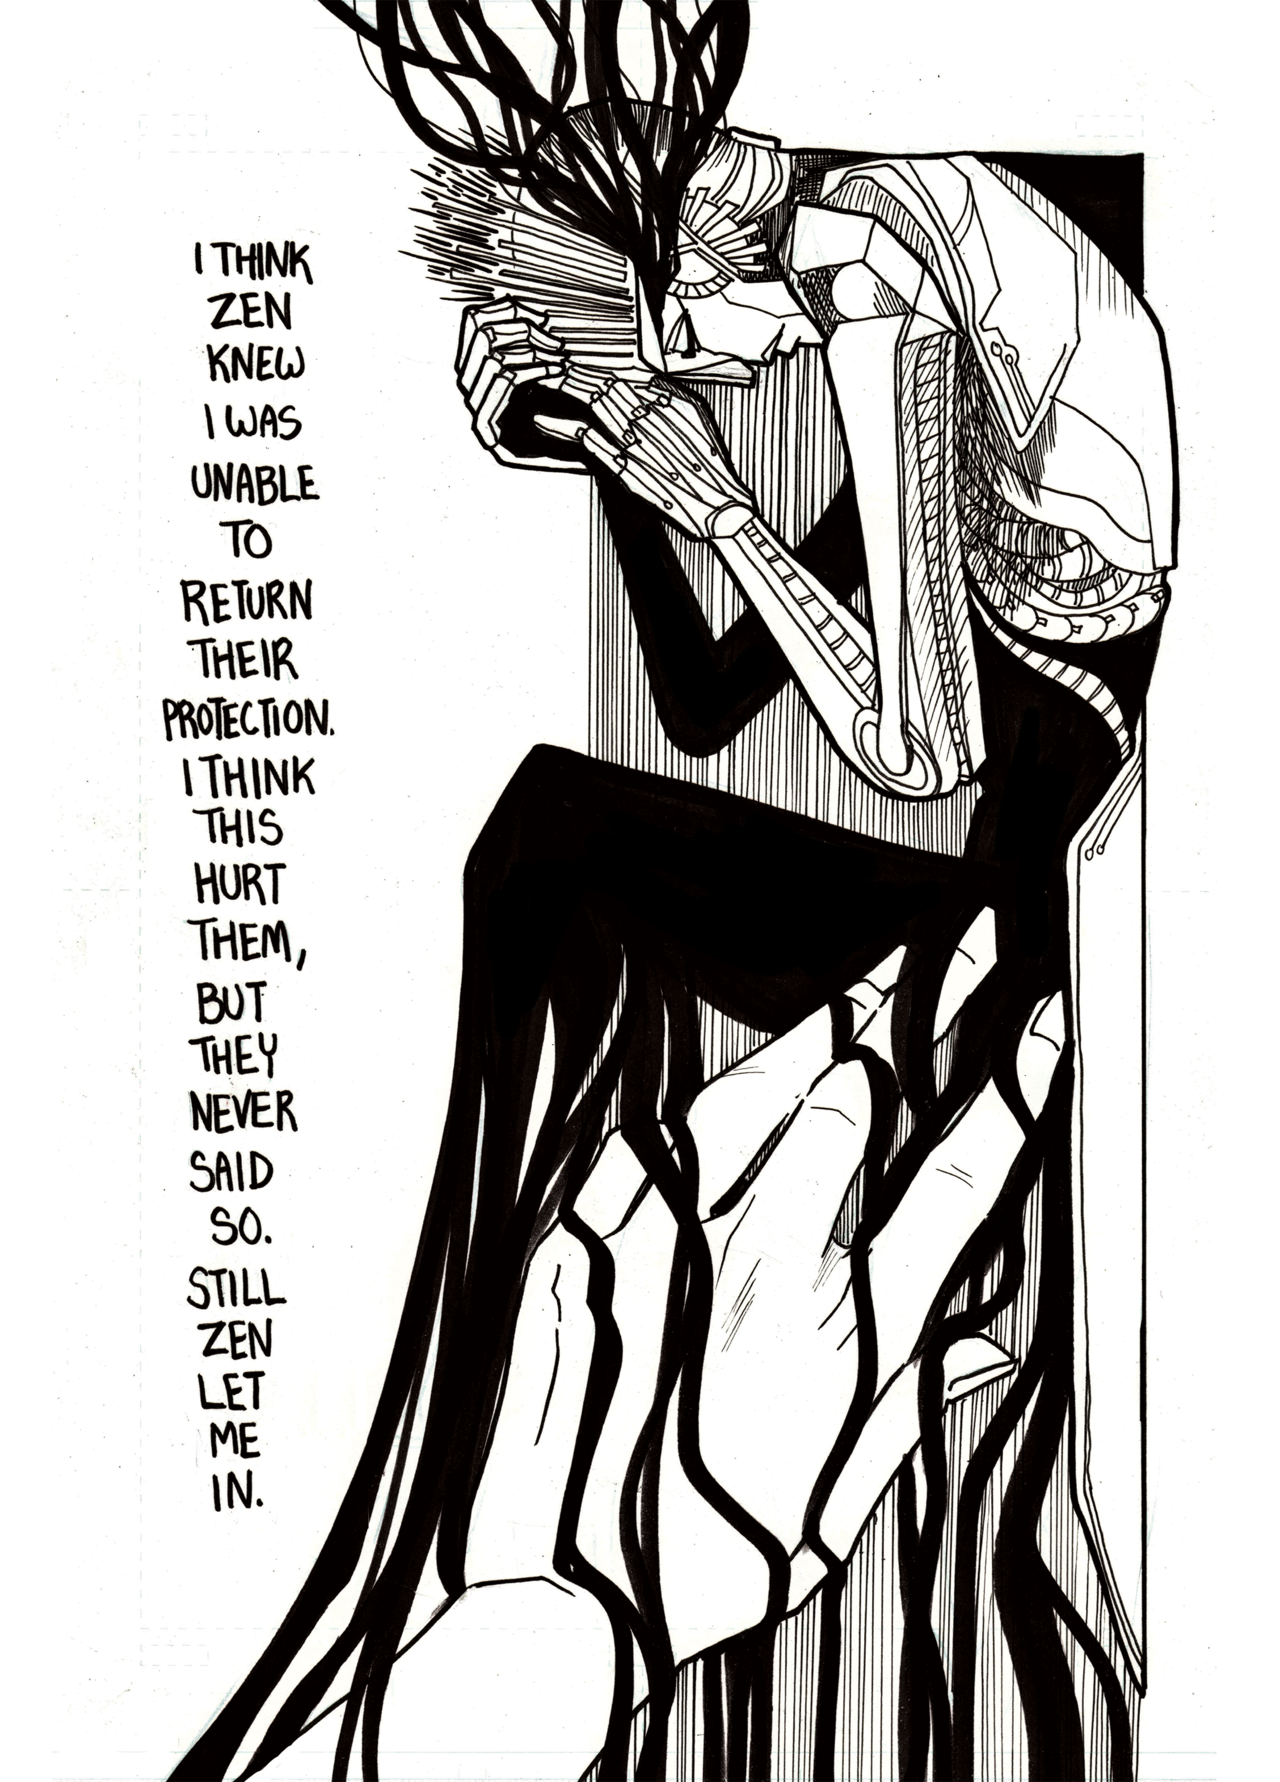 I THINK
ZEN
KNEW
I WAS
UNABLE
TO
RETURN
THEIR
PROTECTION.
I THINK
THIS
HURT
THEM,
BUT
THEY
NEVER
SAID
SO.
STILL
ZEN
LET
ME
IN.